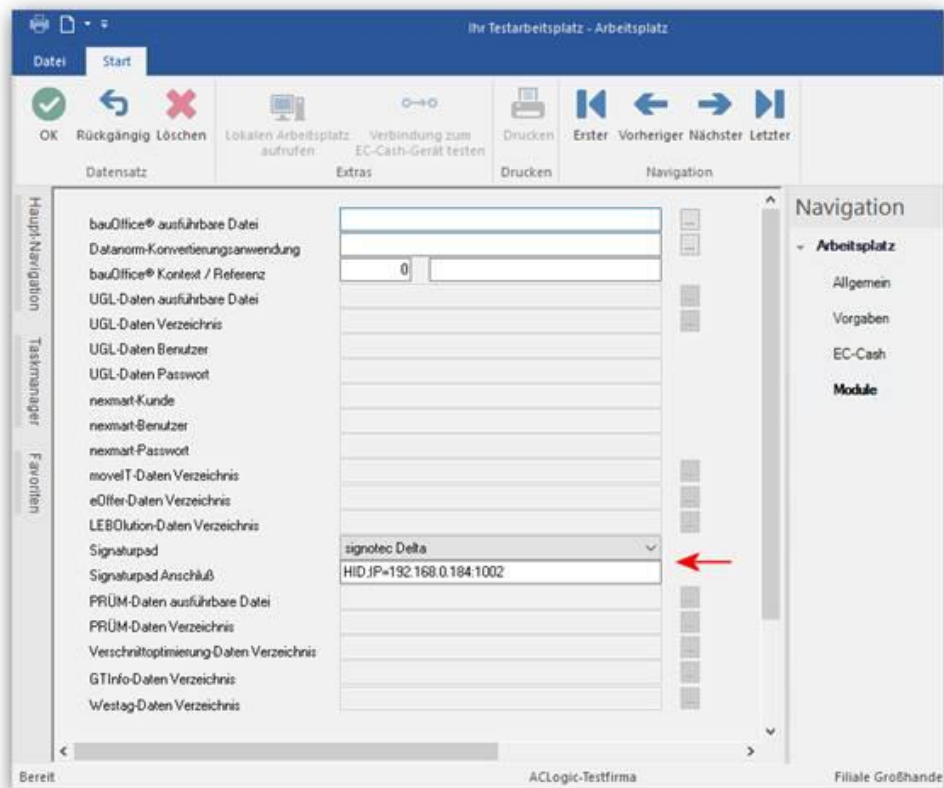 Ihr Testarbeitsplatz - Arbeitsplatz
Datei Start
OK Rückgängig Löschen Lokalen Arbeitsplatz aufrufen Verbindung zum EC-Cash-Gerät testen Drucken Erster Vorheriger Nächster Letzter
Datensatz Extras Drucken Navigation
Haupt-Navigation
Taskmanager
Favoriten
bauOffice® ausführbare Datei ...
Datanorm-Konvertierungsanwendung ...
bauOffice® Kontext / Referenz 0
UGL-Daten ausführbare Datei ...
UGL-Daten Verzeichnis ...
UGL-Daten Benutzer
UGL-Daten Passwort
nexmart-Kunde
nexmart-Benutzer
nexmart-Passwort
moveIT-Daten Verzeichnis ...
eOffer-Daten Verzeichnis ...
LEBOlution-Daten Verzeichnis ...
Signaturpad signotec Delta
Signaturpad Anschluß HID;IP=192.168.0.184:1002
PRÜM-Daten ausführbare Datei ...
PRÜM-Daten Verzeichnis ...
Verschnittoptimierung-Daten Verzeichnis ...
GTInfo-Daten Verzeichnis ...
Westag-Daten Verzeichnis ...
Navigation
Arbeitsplatz
Allgemein
Vorgaben
EC-Cash
Module
Bereit ACLogic-Testfirma Filiale Großhande